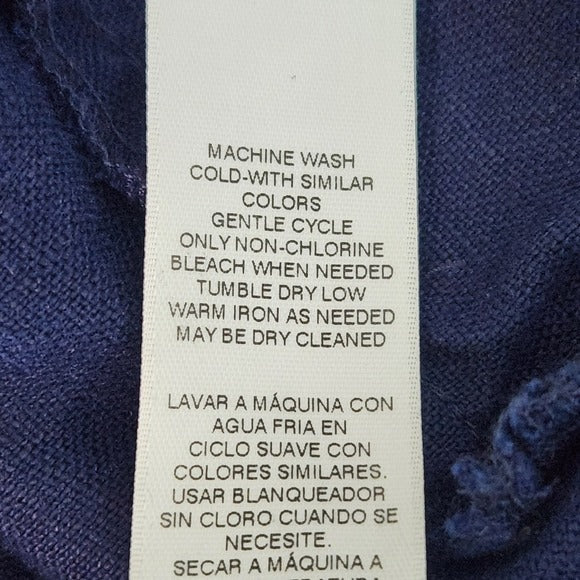 MACHINE WASH
COLD-WITH SIMILAR
COLORS
GENTLE CYCLE
ONLY NON-CHLORINE
BLEACH WHEN NEEDED
TUMBLE DRY LOW
WARM IRON AS NEEDED
MAY BE DRY CLEANED
LAVAR A MÁQUINA CON
AGUA FRIA EN
CICLO SUAVE CON
COLORES SIMILARES.
USAR BLANQUEADOR
SIN CLORO CUANDO SE
NECESITE.
SECAR A MÁQUINA A